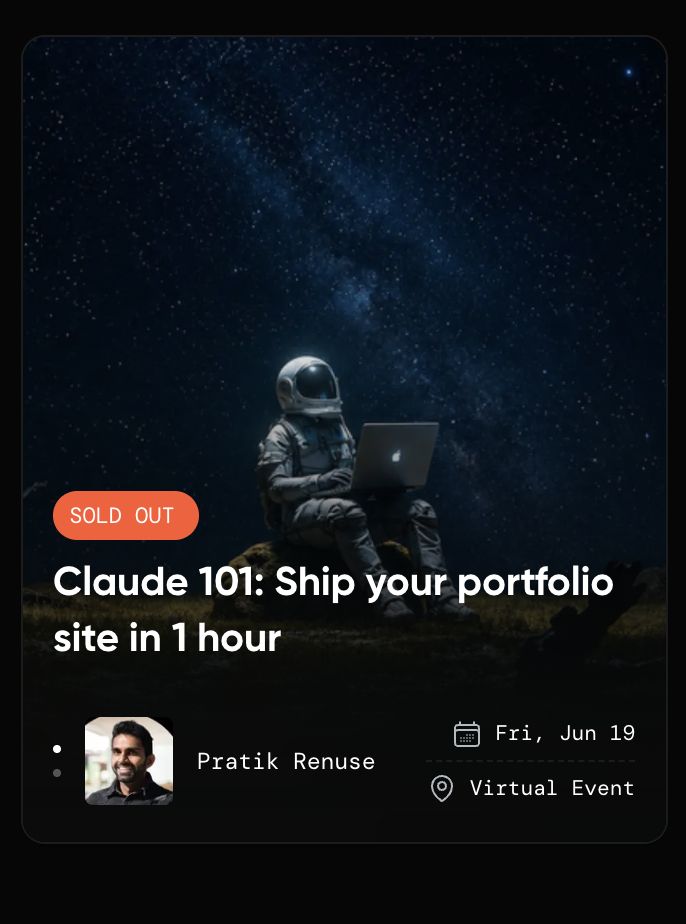 SOLD OUT
Claude 101: Ship your portfolio
site in 1 hour
Pratik Renuse
Fri, Jun 19
Virtual Event